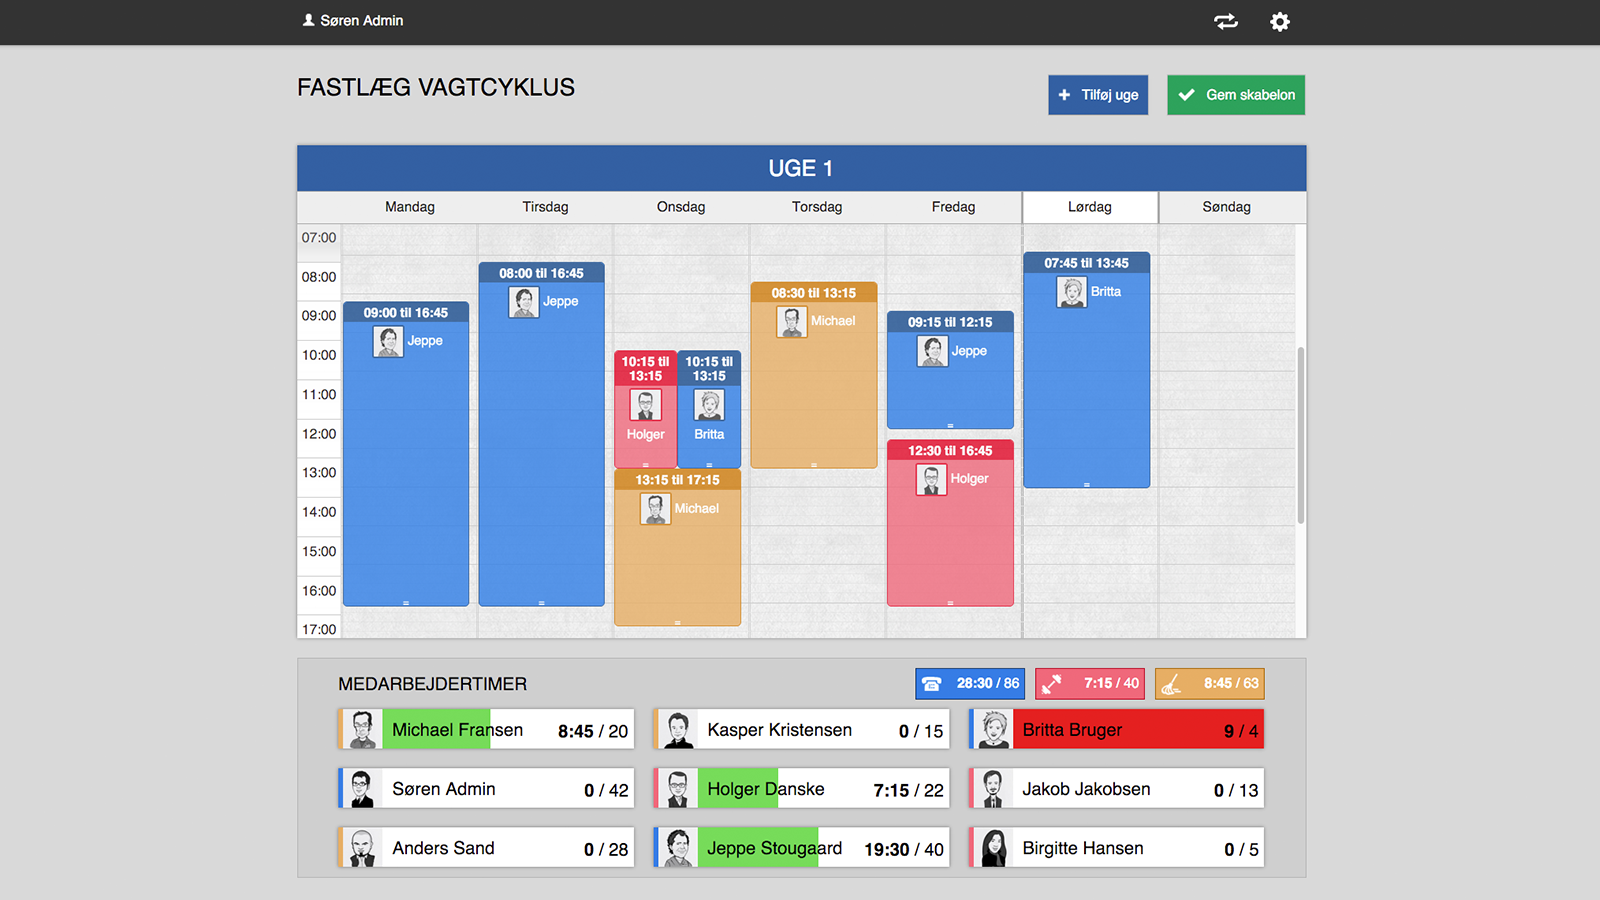 Søren Admin
FASTLÆG VAGTCYKLUS
Tilføj uge
Gem skabelon
UGE 1
Mandag Tirsdag Onsdag Torsdag Fredag Lørdag Søndag
07:00
08:00
09:00
10:00
11:00
12:00
13:00
14:00
15:00
16:00
17:00
09:00 til 16:45
Jeppe
08:00 til 16:45
Jeppe
10:15 til
13:15
Holger
10:15 til
13:15
Britta
13:15 til 17:15
Michael
08:30 til 13:15
Michael
09:15 til 12:15
Jeppe
12:30 til 16:45
Holger
07:45 til 13:45
Britta
MEDARBEJDERTIMER
28:30 / 86
7:15 / 40
8:45 / 63
Michael Fransen 8:45 / 20
Kasper Kristensen 0 / 15
Britta Bruger 9 / 4
Søren Admin 0 / 42
Holger Danske 7:15 / 22
Jakob Jakobsen 0 / 13
Anders Sand 0 / 28
Jeppe Stougaard 19:30 / 40
Birgitte Hansen 0 / 5